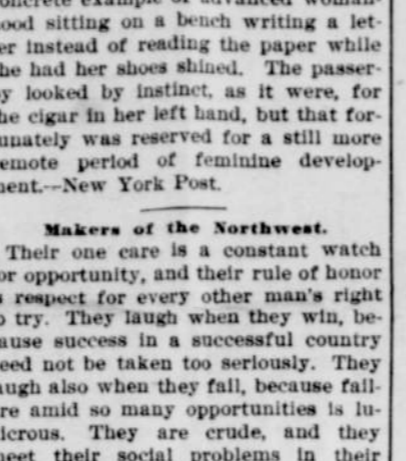 oncrete example of advanced woman-
ood sitting on a bench writing a let-
er instead of reading the paper while
he had her shoes shined. The passer-
y looked by instinct, as it were, for
he cigar in her left hand, but that for-
unately was reserved for a still more
emote period of feminine develop-
ment.--New York Post.
Makers of the Northwest.
Their one care is a constant watch
or opportunity, and their rule of honor
s respect for every other man's right
o try. They laugh when they win, be-
ause success in a successful country
eed not be taken too seriously. They
augh also when they fail, because fail-
re amid so many opportunities is lu-
icrous. They are crude, and they
meet their social problems in their